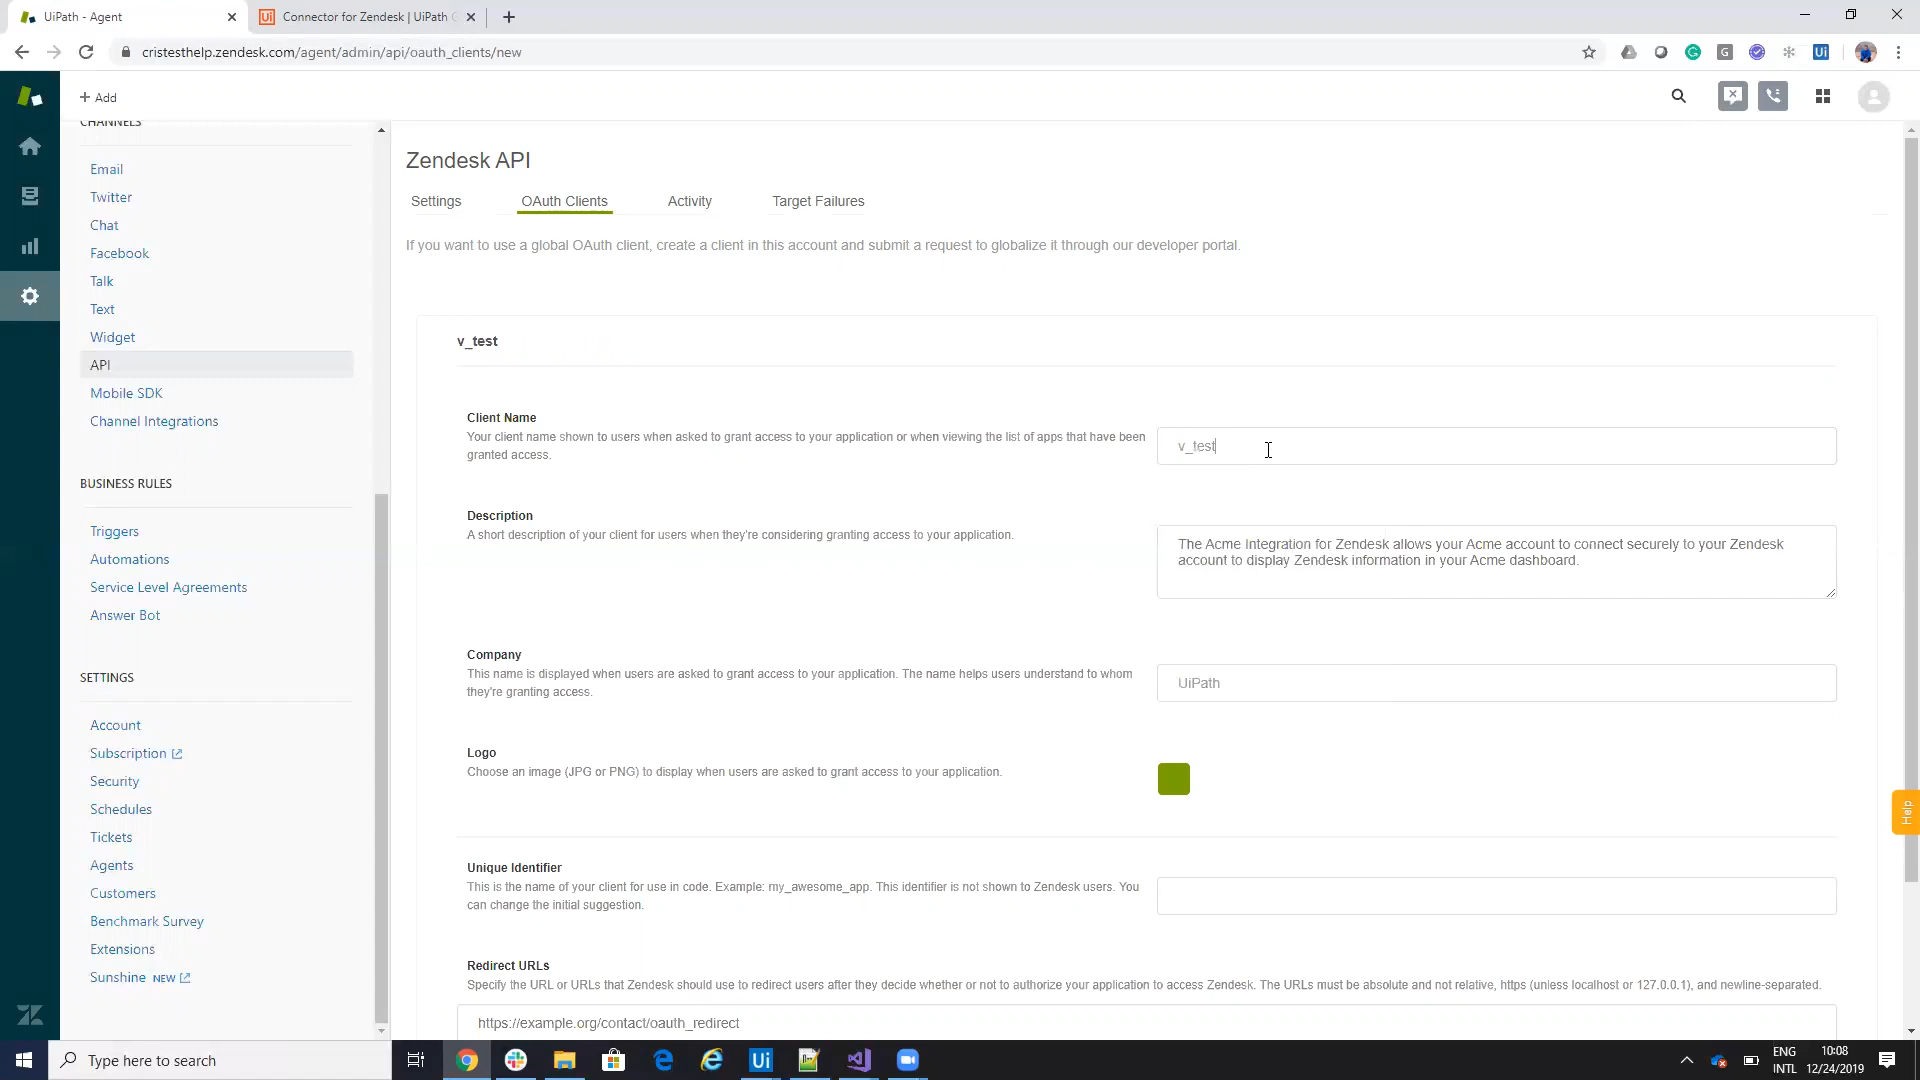 UiPath - Agent
Connector for Zendesk | UiPath G
cristesthelp.zendesk.com/agent/admin/api/oauth_clients/new
+ Add
CHANNELS
Email
Twitter
Chat
Facebook
Talk
Text
Widget
API
Mobile SDK
Channel Integrations
BUSINESS RULES
Triggers
Automations
Service Level Agreements
Answer Bot
SETTINGS
Account
Subscription
Security
Schedules
Tickets
Agents
Customers
Benchmark Survey
Extensions
Sunshine NEW
Zendesk API
Settings OAuth Clients Activity Target Failures
If you want to use a global OAuth client, create a client in this account and submit a request to globalize it through our developer portal.
v_test
Client Name
Your client name shown to users when asked to grant access to your application or when viewing the list of apps that have been
granted access.
v_test
Description
A short description of your client for users when they're considering granting access to your application.
The Acme Integration for Zendesk allows your Acme account to connect securely to your Zendesk
account to display Zendesk information in your Acme dashboard.
Company
This name is displayed when users are asked to grant access to your application. The name helps users understand to whom
they're granting access.
UiPath
Logo
Choose an image (JPG or PNG) to display when users are asked to grant access to your application.
Unique Identifier
This is the name of your client for use in code. Example: my_awesome_app. This identifier is not shown to Zendesk users. You
can change the initial suggestion.
Redirect URLs
Specify the URL or URLs that Zendesk should use to redirect users after they decide whether or not to authorize your application to access Zendesk. The URLs must be absolute and not relative, https (unless localhost or 127.0.0.1), and newline-separated.
https://example.org/contact/oauth_redirect
Help
Type here to search
Ui
ENG
INTL
10:08
12/24/2019